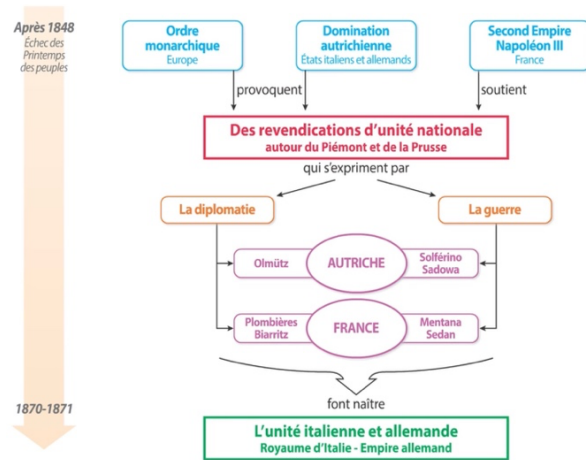 Après 1848
Échec des
Printemps
des peuples
Ordre
monarchique
Europe
Domination
autrichienne
États italiens et allemands
Second Empire
Napoléon III
France
provoquent
soutient
Des revendications d'unité nationale
autour du Piémont et de la Prusse
qui s'expriment par
La diplomatie
La guerre
Olmütz
AUTRICHE
Solférino
Sadowa
Plombières
Biarritz
FRANCE
Mentana
Sedan
font naître
1870-1871
L'unité italienne et allemande
Royaume d'Italie - Empire allemand